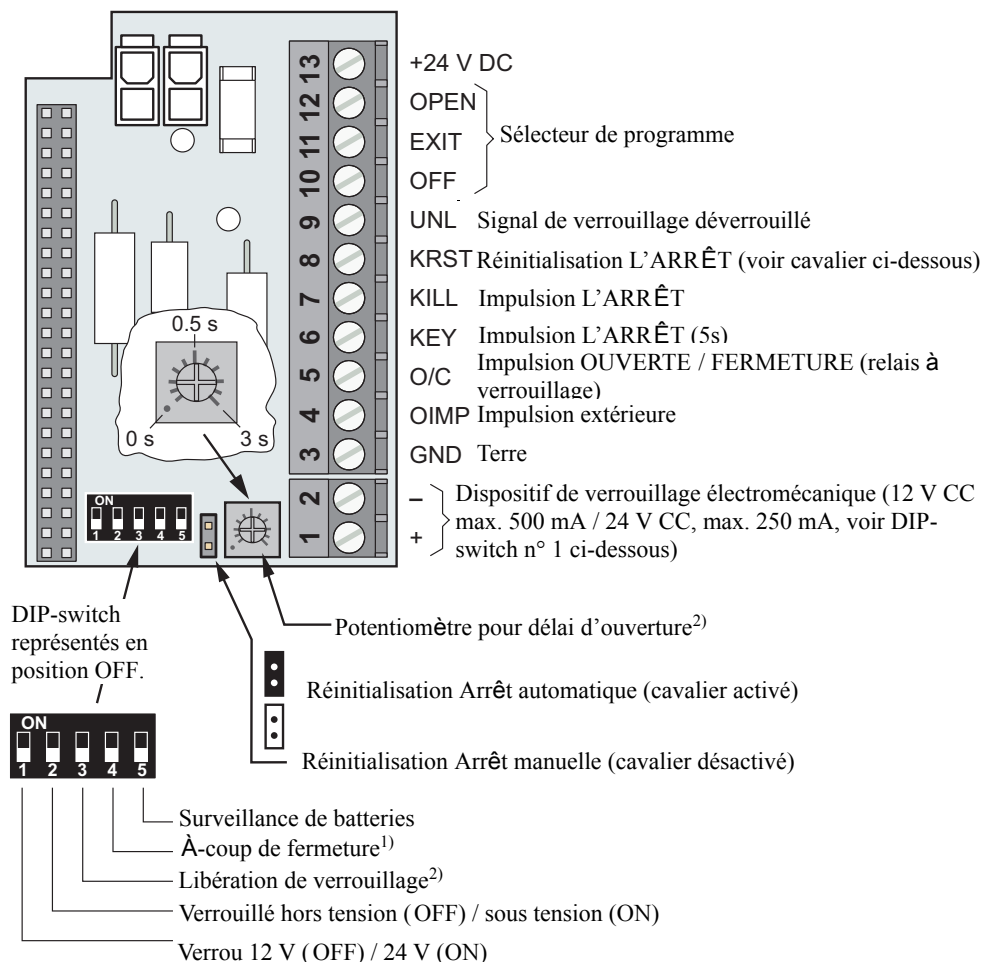 13 +24 V DC
12 OPEN
11 EXIT
10 OFF
Sélecteur de programme
9 UNL Signal de verrouillage déverrouillé
8 KRST Réinitialisation L'ARRÊT (voir cavalier ci-dessous)
7 KILL Impulsion L'ARRÊT
6 KEY Impulsion L'ARRÊT (5s)
5 O/C Impulsion OUVERTE / FERMETURE (relais à
verrouillage)
4 OIMP Impulsion extérieure
3 GND Terre
2 –
1 +
Dispositif de verrouillage électromécanique (12 V CC
max. 500 mA / 24 V CC, max. 250 mA, voir DIP-
switch n° 1 ci-dessous)
0.5 s
0 s 3 s
ON
1 2 3 4 5
DIP-switch
représentés en
position OFF.
Potentiomètre pour délai d'ouverture2)
Réinitialisation Arrêt automatique (cavalier activé)
Réinitialisation Arrêt manuelle (cavalier désactivé)
ON
1 2 3 4 5
Surveillance de batteries
À-coup de fermeture1)
Libération de verrouillage2)
Verrouillé hors tension (OFF) / sous tension (ON)
Verrou 12 V (OFF) / 24 V (ON)